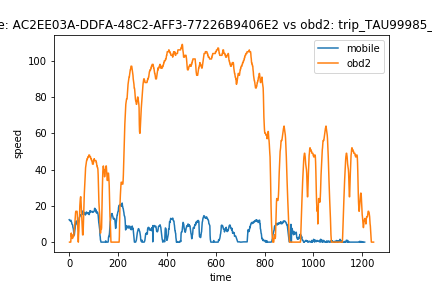 e: AC2EE03A-DDFA-48C2-AFF3-77226B9406E2 vs obd2: trip_TAU99985_
mobile
obd2
speed
100
80
60
40
20
0
0 200 400 600 800 1000 1200
time